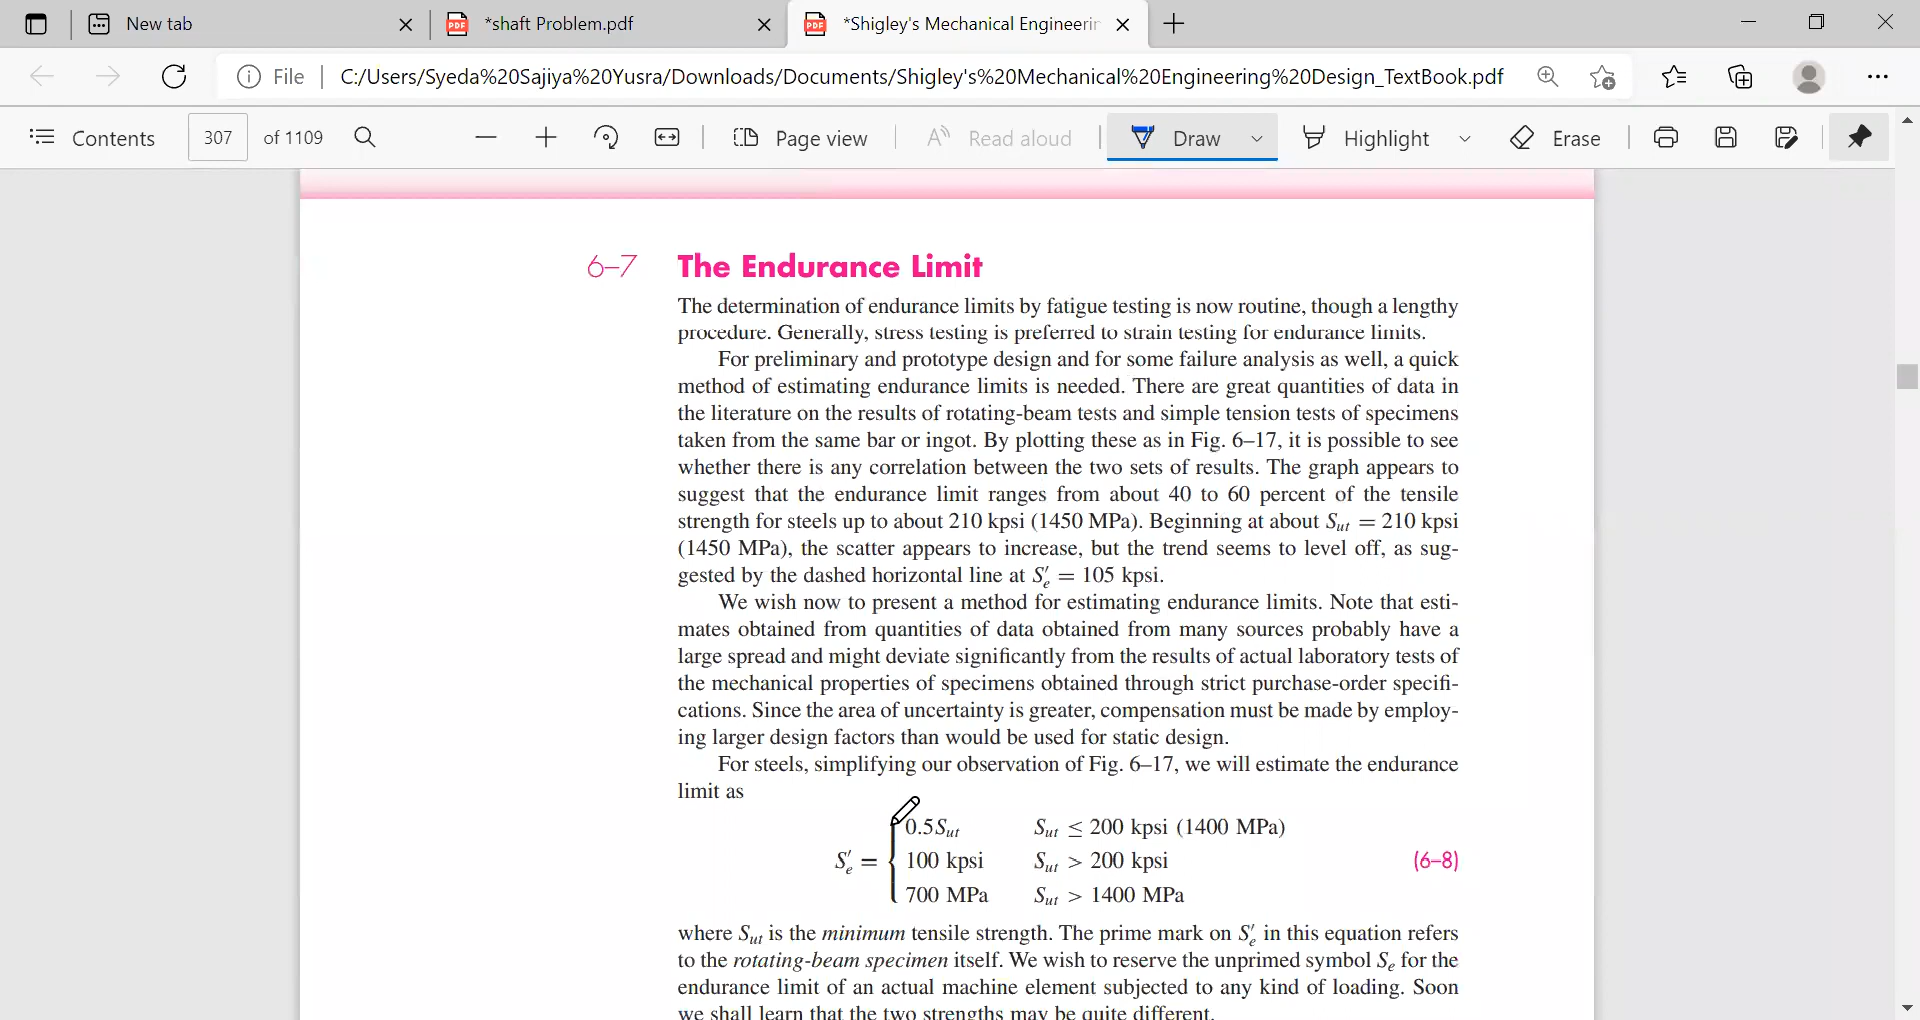 New tab
*shaft Problem.pdf
*Shigley's Mechanical Engineerin
File
C:/Users/Syeda%20Sajiya%20Yusra/Downloads/Documents/Shigley's%20Mechanical%20Engineering%20Design_TextBook.pdf
Contents
307 of 1109
Page view
Read aloud
Draw
Highlight
Erase
6–7 The Endurance Limit
The determination of endurance limits by fatigue testing is now routine, though a lengthy
procedure. Generally, stress testing is preferred to strain testing for endurance limits.
For preliminary and prototype design and for some failure analysis as well, a quick
method of estimating endurance limits is needed. There are great quantities of data in
the literature on the results of rotating-beam tests and simple tension tests of specimens
taken from the same bar or ingot. By plotting these as in Fig. 6–17, it is possible to see
whether there is any correlation between the two sets of results. The graph appears to
suggest that the endurance limit ranges from about 40 to 60 percent of the tensile
strength for steels up to about 210 kpsi (1450 MPa). Beginning at about Sut = 210 kpsi
(1450 MPa), the scatter appears to increase, but the trend seems to level off, as sug-
gested by the dashed horizontal line at S′e = 105 kpsi.
We wish now to present a method for estimating endurance limits. Note that esti-
mates obtained from quantities of data obtained from many sources probably have a
large spread and might deviate significantly from the results of actual laboratory tests of
the mechanical properties of specimens obtained through strict purchase-order specifi-
cations. Since the area of uncertainty is greater, compensation must be made by employ-
ing larger design factors than would be used for static design.
For steels, simplifying our observation of Fig. 6–17, we will estimate the endurance
limit as
0.5Sut Sut ≤ 200 kpsi (1400 MPa)
S′e = { 100 kpsi Sut > 200 kpsi (6–8)
700 MPa Sut > 1400 MPa
where Sut is the minimum tensile strength. The prime mark on S′e in this equation refers
to the rotating-beam specimen itself. We wish to reserve the unprimed symbol Se for the
endurance limit of an actual machine element subjected to any kind of loading. Soon
we shall learn that the two strengths may be quite different.